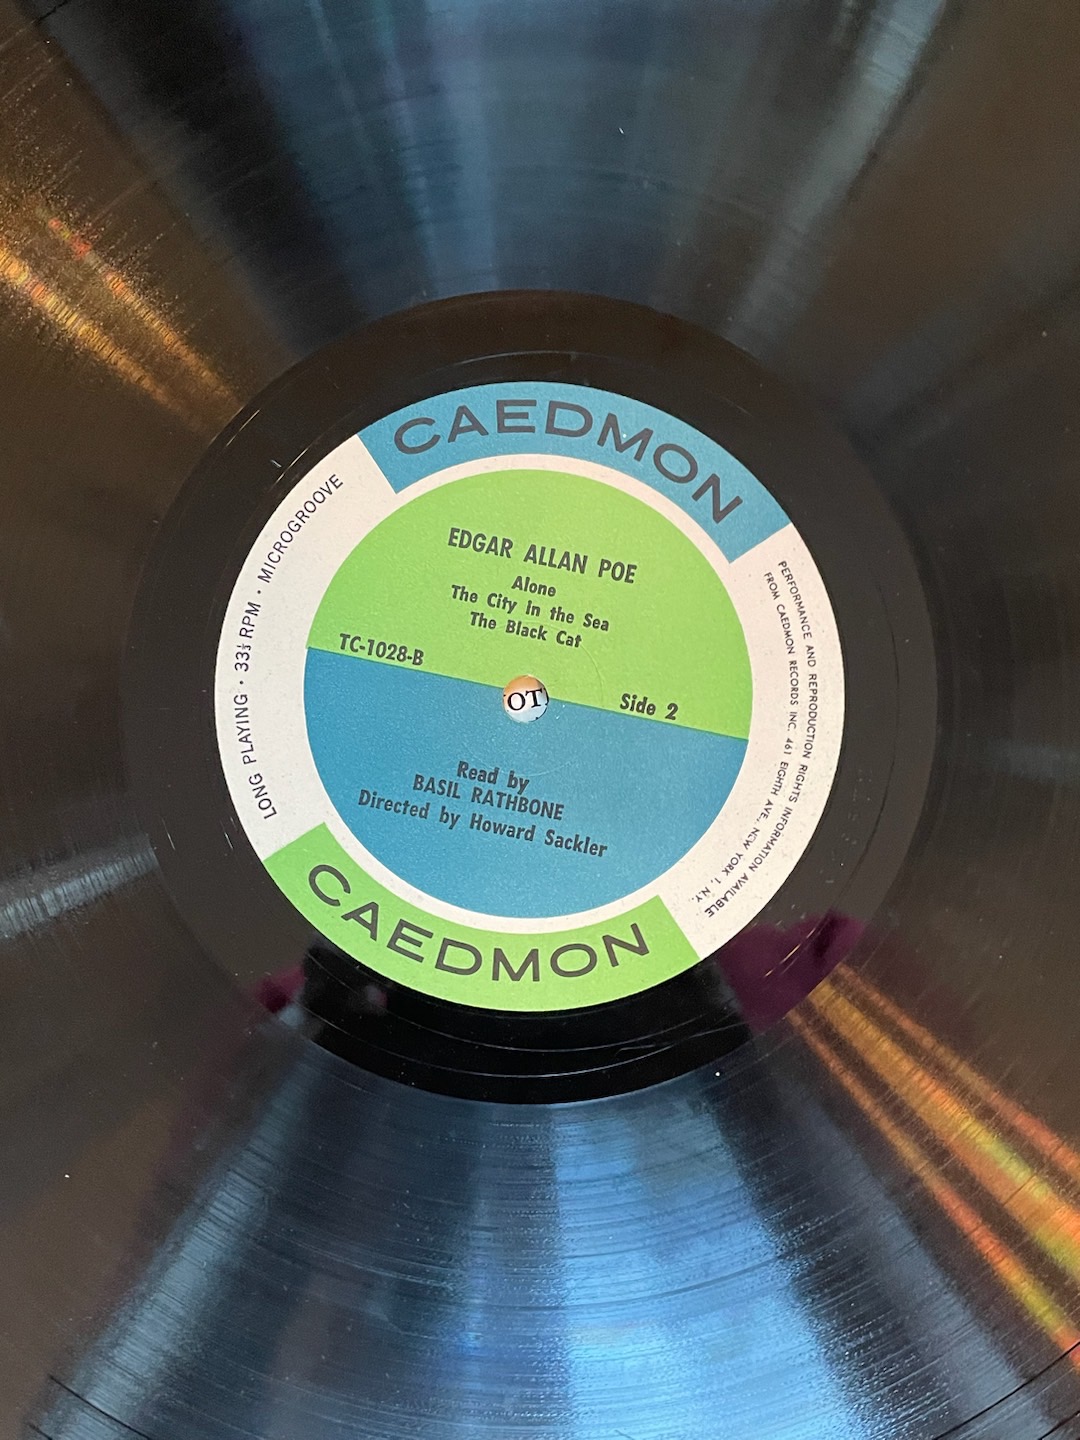 CAEDMON
EDGAR ALLAN POE
Alone
The City in the Sea
The Black Cat
TC-1028-B
Side 2
OT
Read by
BASIL RATHBONE
Directed by Howard Sackler
CAEDMON
LONG PLAYING • 33⅓ RPM • MICROGROOVE
PERFORMANCE AND REPRODUCTION RIGHTS INFORMATION AVAILABLE
FROM CAEDMON RECORDS INC. 461 EIGHTH AVE., NEW YORK 1, N.Y.